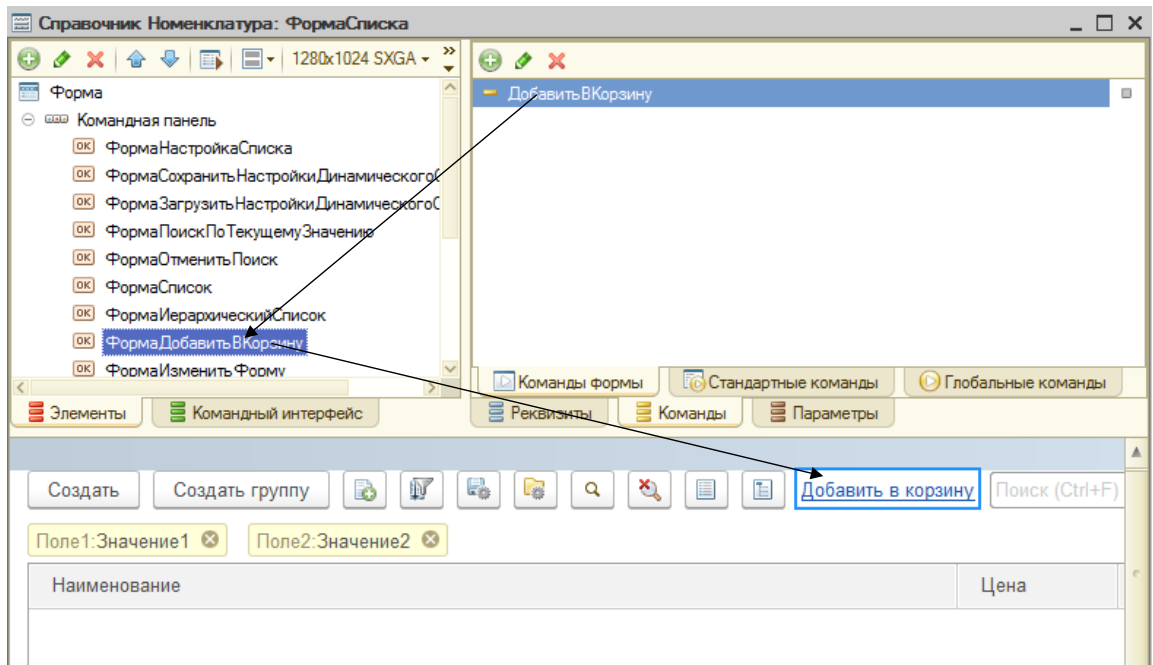 Справочник Номенклатура: ФормаСписка
1280x1024 SXGA
Форма
Командная панель
ФормаНастройкаСписка
ФормаСохранитьНастройкиДинамического
ФормаЗагрузитьНастройкиДинамическогоС
ФормаПоискПоТекущемуЗначению
ФормаОтменитьПоиск
ФормаСписок
ФормаИерархическийСписок
ФормаДобавитьВКорзину
ФормаИзменитьФорму
Элементы
Командный интерфейс
ДобавитьВКорзину
Команды формы
Стандартные команды
Глобальные команды
Реквизиты
Команды
Параметры
Создать
Создать группу
Добавить в корзину
Поиск (Ctrl+F)
Поле1:Значение1
Поле2:Значение2
Наименование
Цена